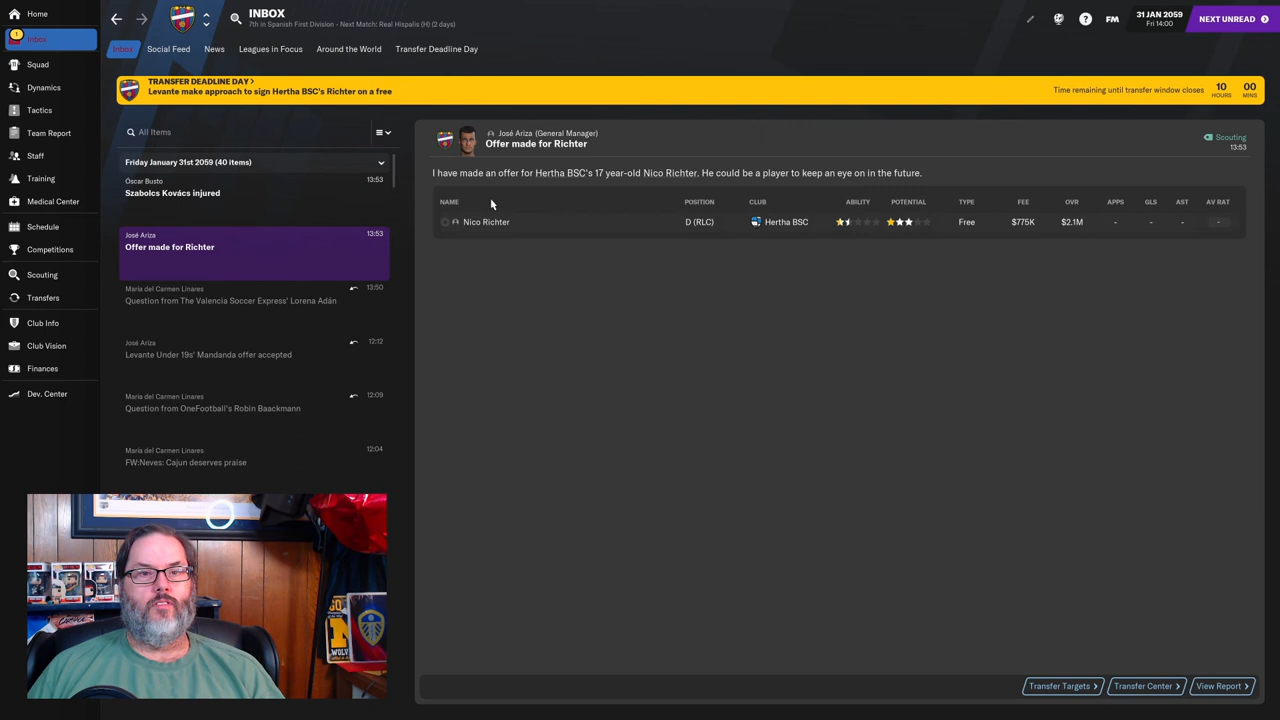 Home
Inbox
1
Squad
Dynamics
Tactics
Team Report
Staff
Training
Medical Center
Schedule
Competitions
Scouting
Transfers
Club Info
Club Vision
Finances
Dev. Center
INBOX
7th in Spanish First Division - Next Match: Real Hispalis (H) (2 days)
? FM
31 JAN 2059
Fri 14:00
NEXT UNREAD
Inbox Social Feed News Leagues in Focus Around the World Transfer Deadline Day
TRANSFER DEADLINE DAY >
Levante make approach to sign Hertha BSC's Richter on a free
Time remaining until transfer window closes
10 HOURS
00 MINS
All Items
Friday January 31st 2059 (40 items)
Óscar Busto 13:53
Szabolcs Kovács injured
José Ariza 13:53
Offer made for Richter
María del Carmen Linares 13:50
Question from The Valencia Soccer Express' Lorena Adán
José Ariza 12:12
Levante Under 19s' Mandanda offer accepted
María del Carmen Linares 12:09
Question from OneFootball's Robin Baackmann
María del Carmen Linares 12:04
FW:Neves: Cajun deserves praise
José Ariza (General Manager)
Offer made for Richter
Scouting
13:53
I have made an offer for Hertha BSC's 17 year-old Nico Richter. He could be a player to keep an eye on in the future.
NAME POSITION CLUB ABILITY POTENTIAL TYPE FEE OVR APPS GLS AST AV RAT
Nico Richter D (RLC) Hertha BSC Free $775K $2.1M - - - -
Transfer Targets >
Transfer Center >
View Report >